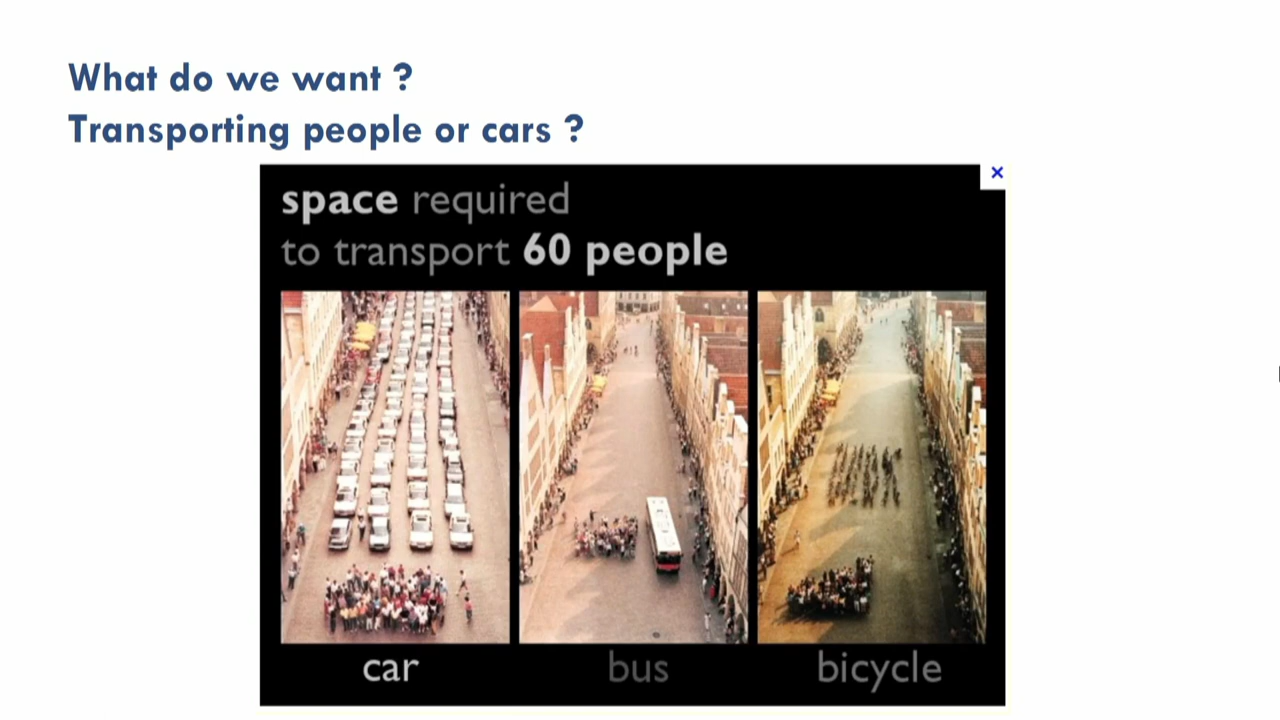 What do we want ?
Transporting people or cars ?
×
space required
to transport 60 people
car
bus
bicycle